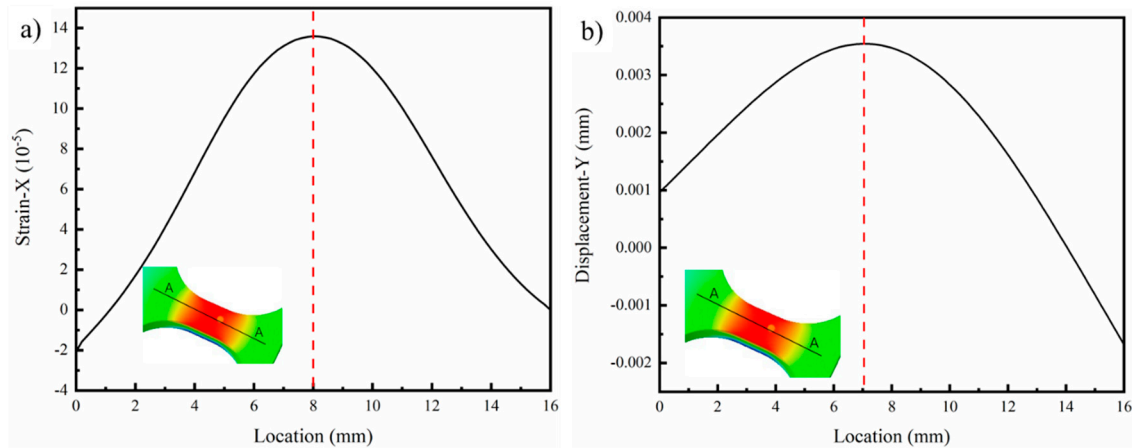 a)
14
12
10
8
6
4
2
0
-2
-4
Strain-X (10⁻⁵)
A
A
0 2 4 6 8 10 12 14 16
Location (mm)
b)
0.004
0.003
0.002
0.001
0.000
-0.001
-0.002
Displacement-Y (mm)
A
A
0 2 4 6 8 10 12 14 16
Location (mm)